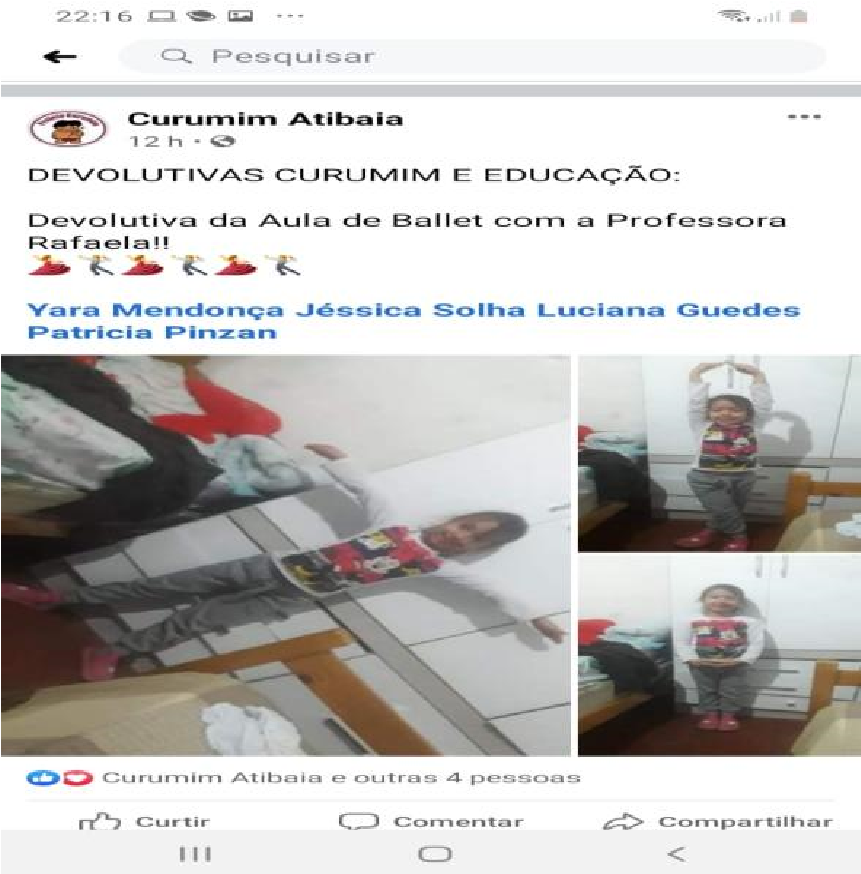 22:16
Pesquisar
Curumim Atibaia
12 h
DEVOLUTIVAS CURUMIM E EDUCAÇÃO:
Devolutiva da Aula de Ballet com a Professora
Rafaela!!
Yara Mendonça Jéssica Solha Luciana Guedes
Patricia Pinzan
Curumim Atibaia e outras 4 pessoas
Curtir
Comentar
Compartilhar